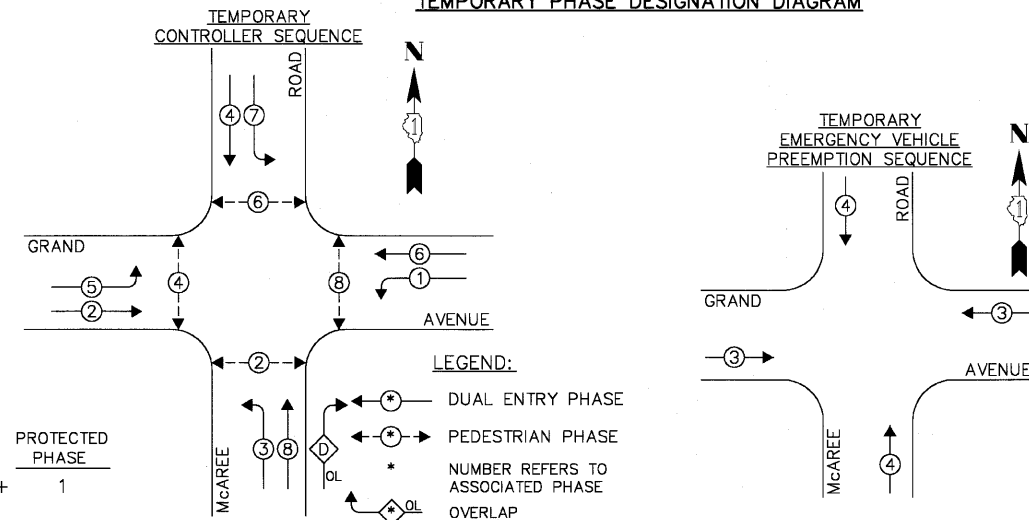 TEMPORARY PHASE DESIGNATION DIAGRAM
TEMPORARY
CONTROLLER SEQUENCE
ROAD
N
1
4
7
6
GRAND
5
2
4
8
6
1
AVENUE
2
3
8
D
OL
McAREE
PROTECTED
PHASE
+ 1
LEGEND:
* DUAL ENTRY PHASE
* PEDESTRIAN PHASE
* NUMBER REFERS TO
ASSOCIATED PHASE
* OL OVERLAP
TEMPORARY
EMERGENCY VEHICLE
PREEMPTION SEQUENCE
N
1
4
ROAD
GRAND
3
3
AVENUE
McAREE
4